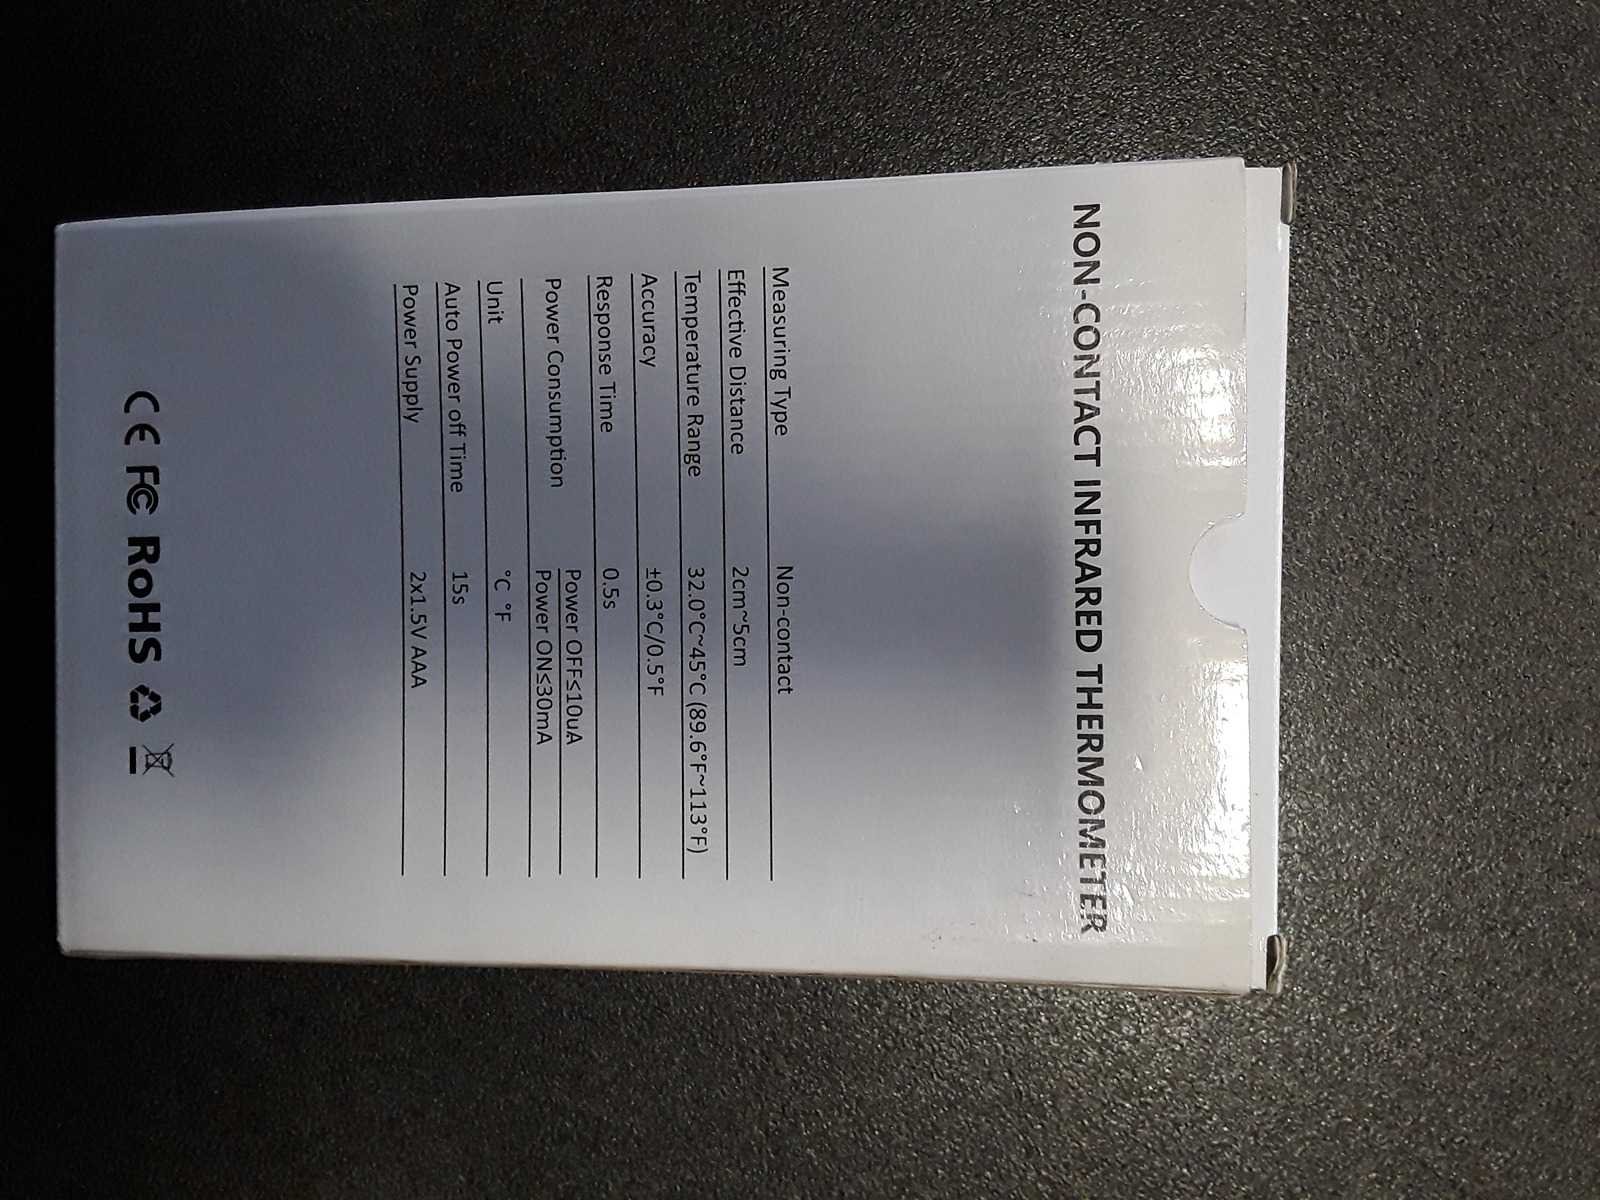 NON-CONTACT INFRARED THERMOMETER
Measuring Type Non-contact
Effective Distance 2cm~5cm
Temperature Range 32.0°C~45°C (89.6°F~113°F)
Accuracy ±0.3°C/0.5°F
Response Time 0.5s
Power Consumption Power OFF≤10uA
Power ON≤30mA
Unit °C °F
Auto Power off Time 15s
Power Supply 2x1.5V AAA
CE FC RoHS